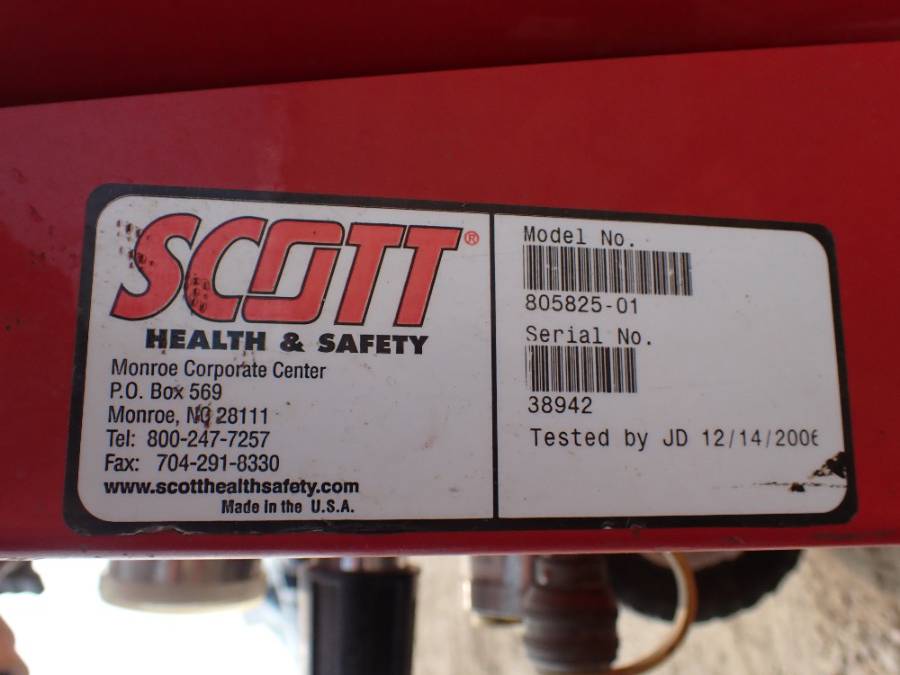 SCOTT®
HEALTH & SAFETY
Monroe Corporate Center
P.O. Box 569
Monroe, NC 28111
Tel: 800-247-7257
Fax: 704-291-8330
www.scotthealthsafety.com
Made in the U.S.A.
Model No.
805825-01
Serial No.
38942
Tested by JD 12/14/2006